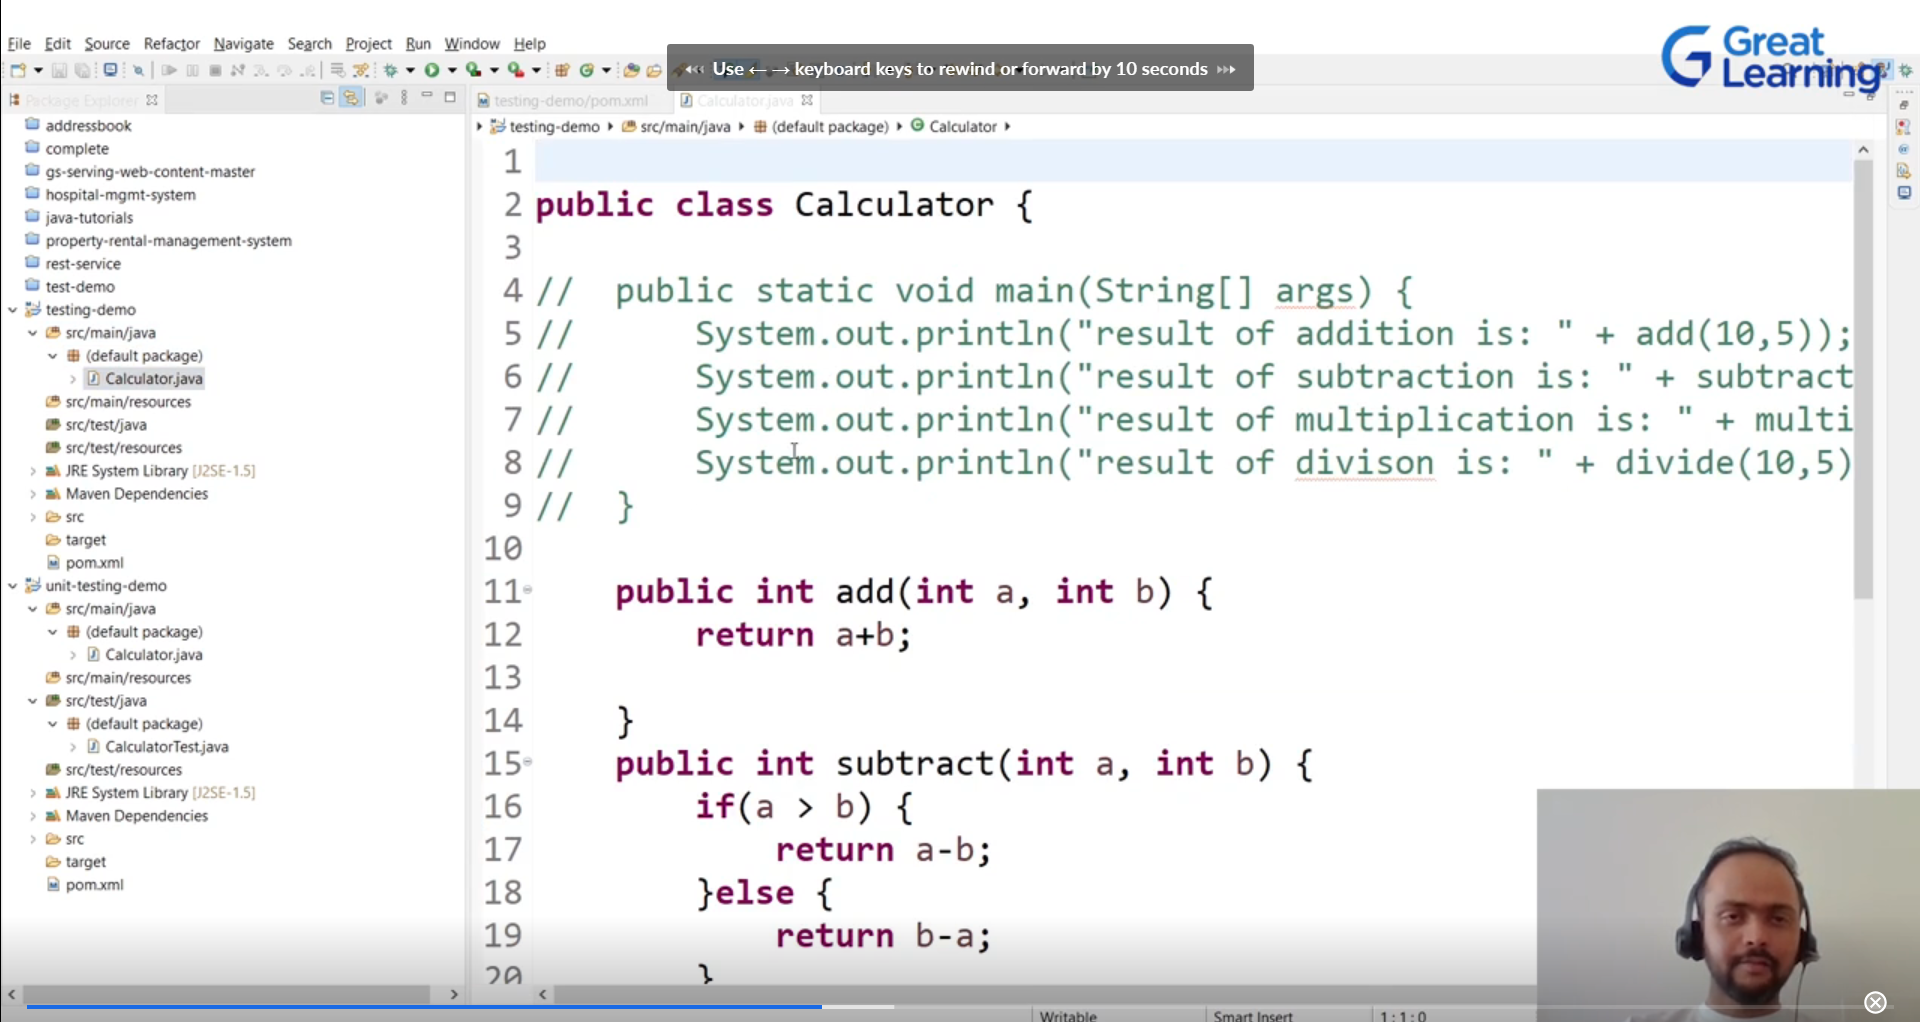 Great
Learning
File Edit Source Refactor Navigate Search Project Run Window Help
Use ←→ keyboard keys to rewind or forward by 10 seconds
Package Explorer
testing-demo/pom.xml
Calculator.java
testing-demo
src/main/java
(default package)
Calculator
addressbook
complete
gs-serving-web-content-master
hospital-mgmt-system
java-tutorials
property-rental-management-system
rest-service
test-demo
testing-demo
src/main/java
(default package)
Calculator.java
src/main/resources
src/test/java
src/test/resources
JRE System Library [J2SE-1.5]
Maven Dependencies
src
target
pom.xml
unit-testing-demo
src/main/java
(default package)
Calculator.java
src/main/resources
src/test/java
(default package)
CalculatorTest.java
src/test/resources
JRE System Library [J2SE-1.5]
Maven Dependencies
src
target
pom.xml
1
2 public class Calculator {
3
4 // public static void main(String[] args) {
5 // System.out.println("result of addition is: " + add(10,5));
6 // System.out.println("result of subtraction is: " + subtract
7 // System.out.println("result of multiplication is: " + multi
8 // System.out.println("result of divison is: " + divide(10,5)
9 // }
10
11 public int add(int a, int b) {
12 return a+b;
13
14 }
15 public int subtract(int a, int b) {
16 if(a > b) {
17 return a-b;
18 }else {
19 return b-a;
20 }
Writable
Smart Insert
1:1:0